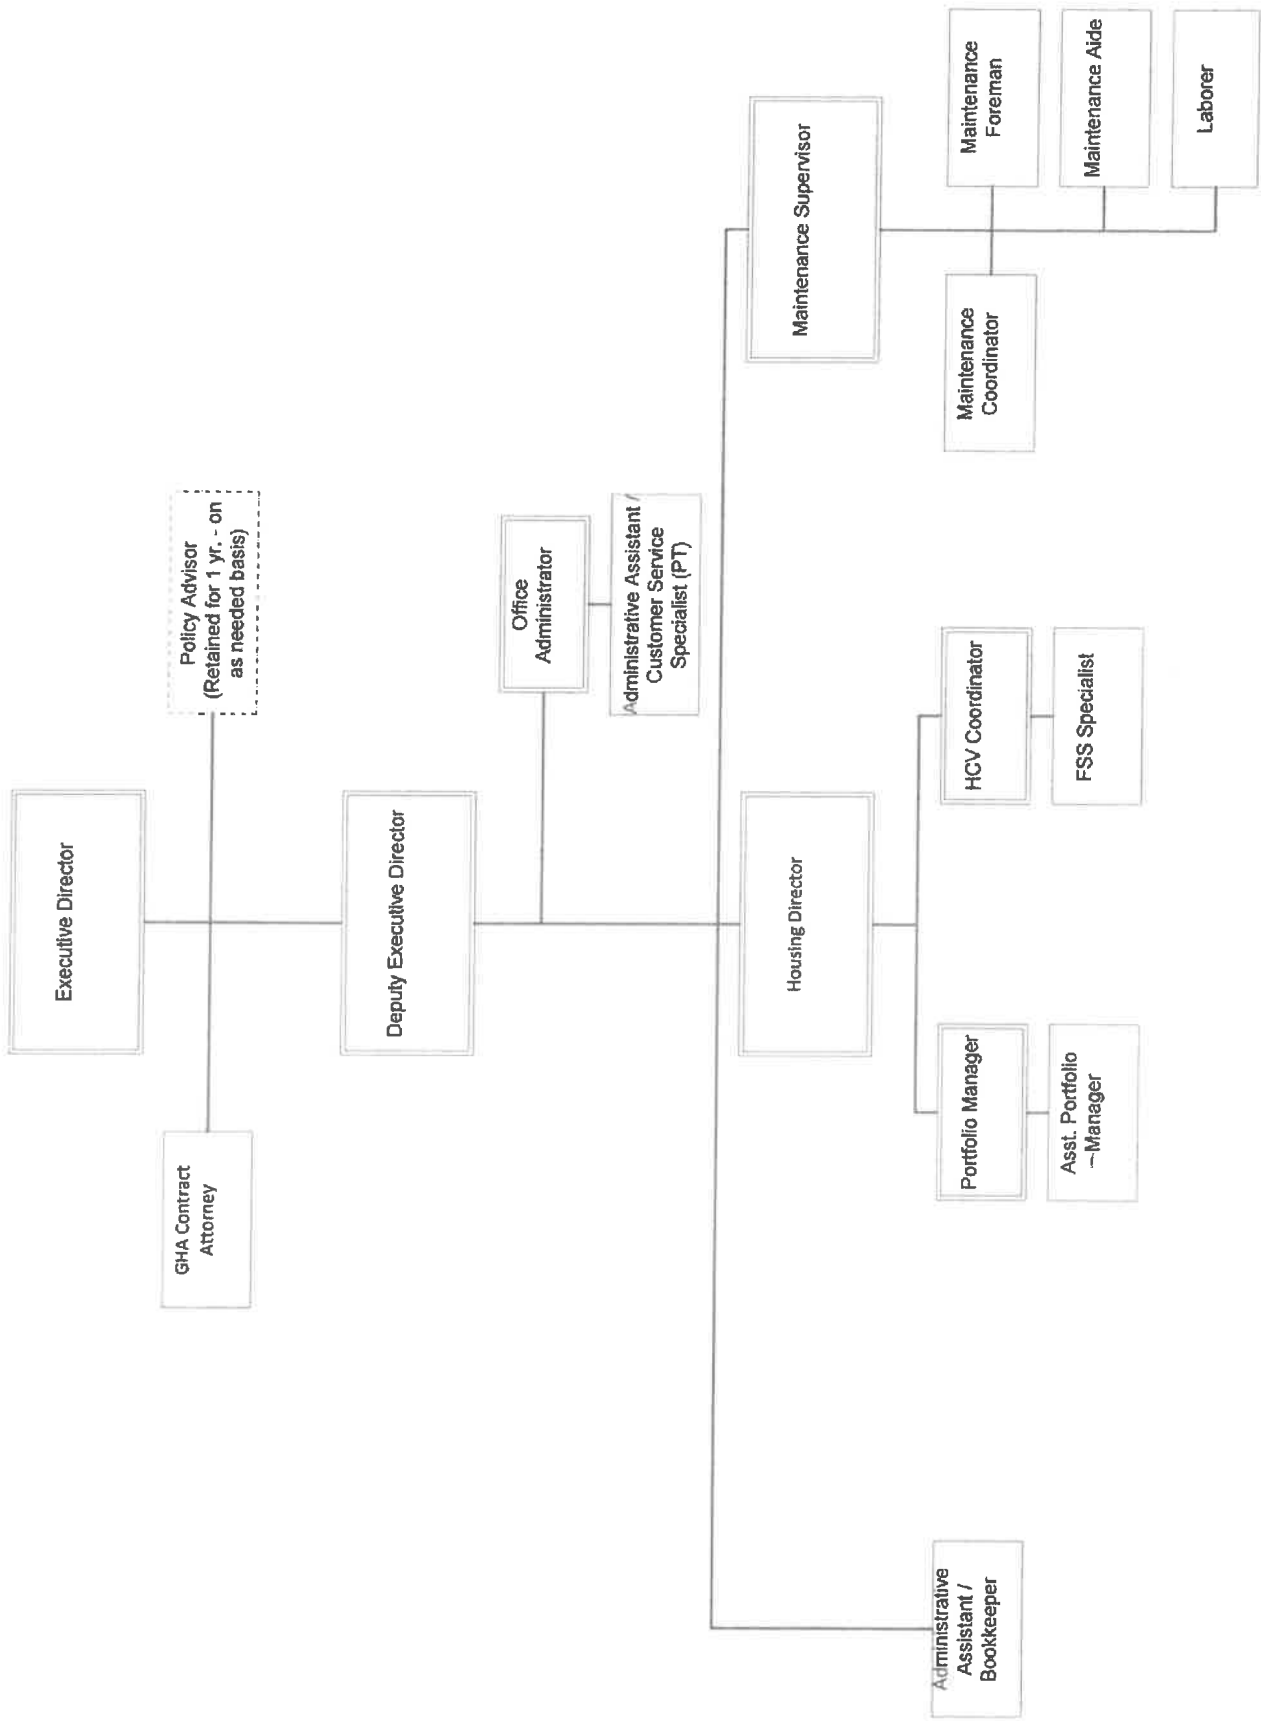 Executive Director
GHA Contract
Attorney
Policy Advisor
(Retained for 1 yr. - on
as needed basis)
Deputy Executive Director
Office
Administrator
Administrative Assistant /
Customer Service
Specialist (PT)
Administrative
Assistant /
Bookkeeper
Housing Director
Maintenance Supervisor
Portfolio Manager
Asst. Portfolio
—Manager
HCV Coordinator
FSS Specialist
Maintenance
Coordinator
Maintenance
Foreman
Maintenance Aide
Laborer